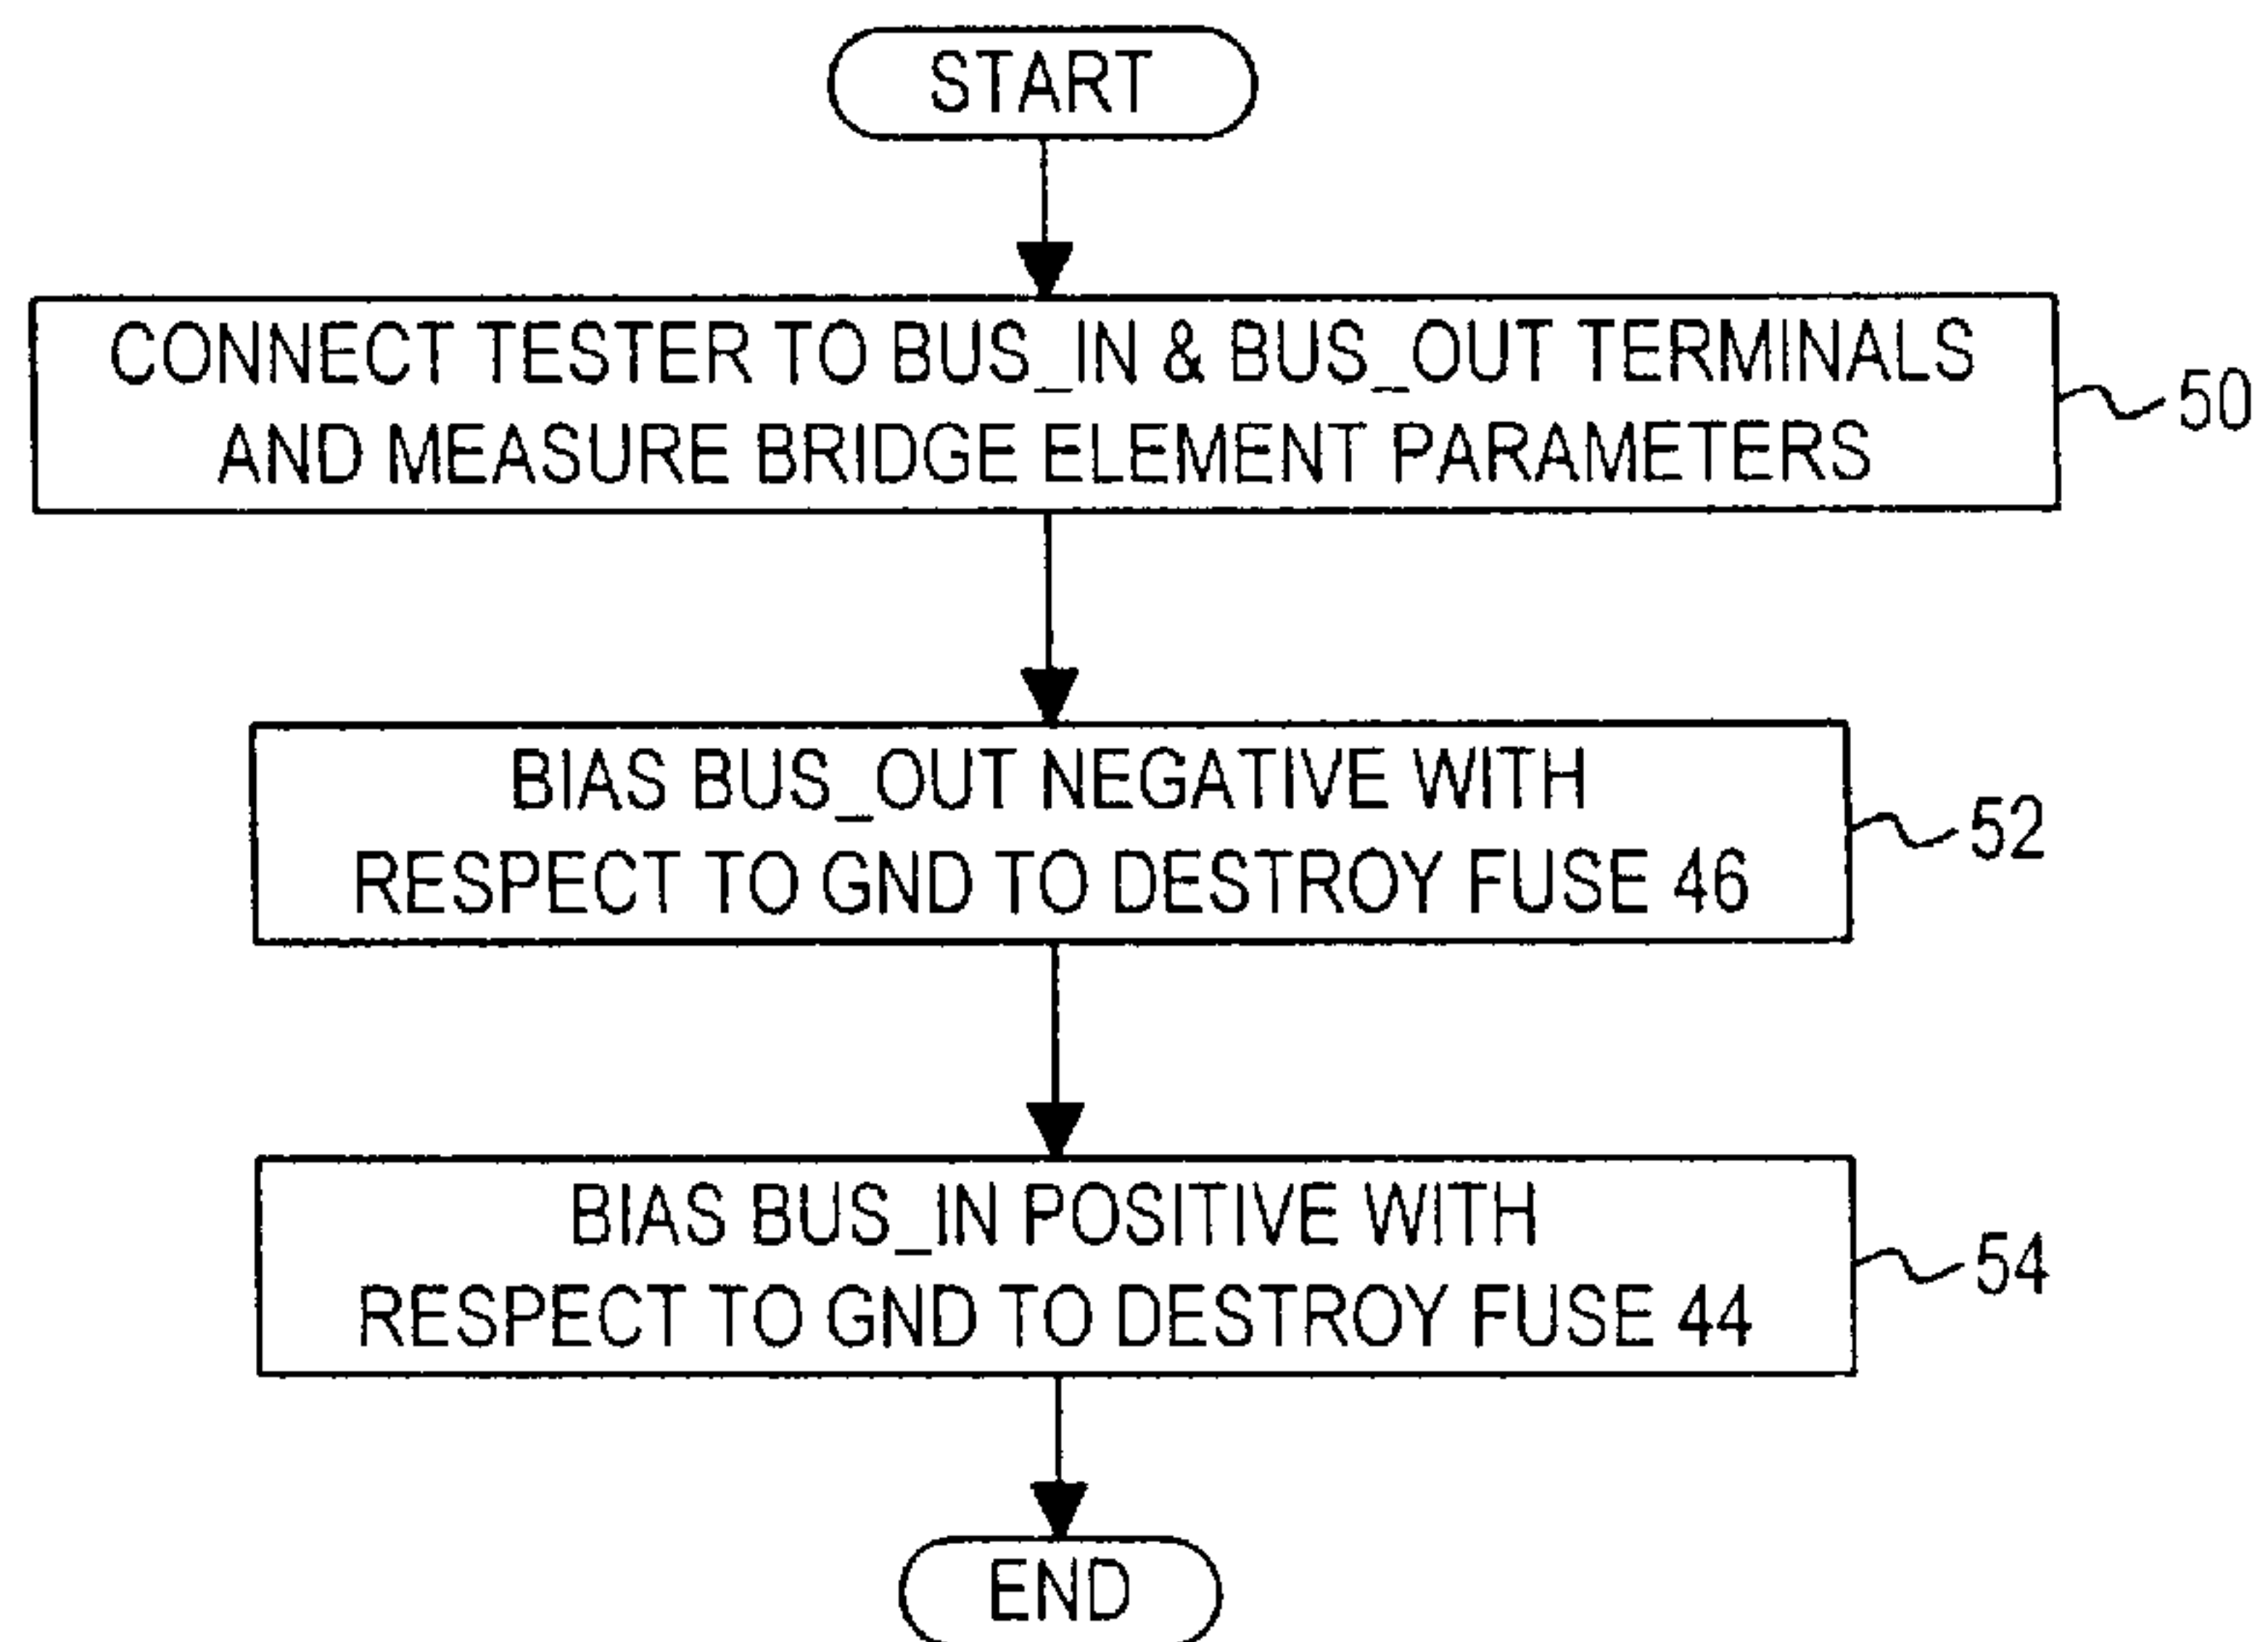 START
CONNECT TESTER TO BUS_IN & BUS_OUT TERMINALS
AND MEASURE BRIDGE ELEMENT PARAMETERS
50
BIAS BUS_OUT NEGATIVE WITH
RESPECT TO GND TO DESTROY FUSE 46
52
BIAS BUS_IN POSITIVE WITH
RESPECT TO GND TO DESTROY FUSE 44
54
END